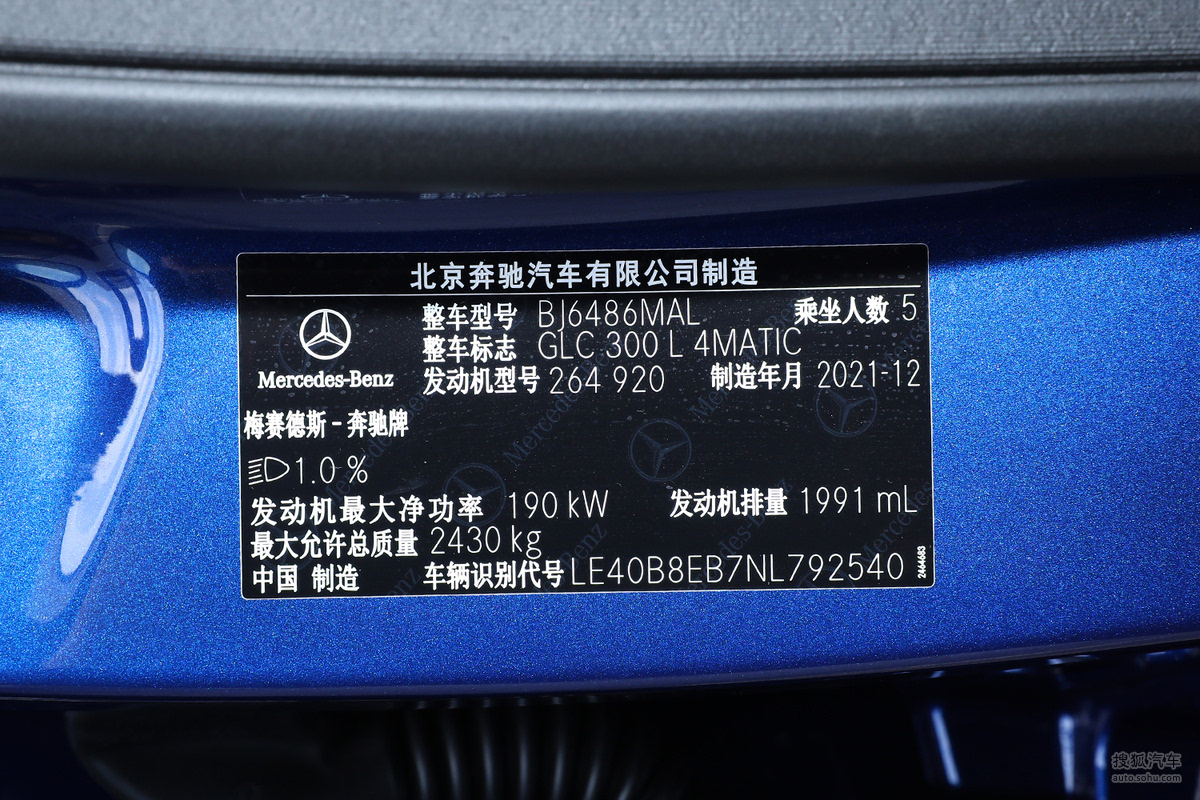 北京奔驰汽车有限公司制造
整车型号 BJ6486MAL 乘坐人数 5
整车标志 GLC 300 L 4MATIC
发动机型号 264 920 制造年月 2021-12
Mercedes-Benz
梅赛德斯-奔驰牌
1.0 %
发动机最大净功率 190 kW 发动机排量 1991 mL
最大允许总质量 2430 kg
中国 制造 车辆识别代号 LE40B8EB7NL792540
2464683
搜狐汽车
auto.sohu.com